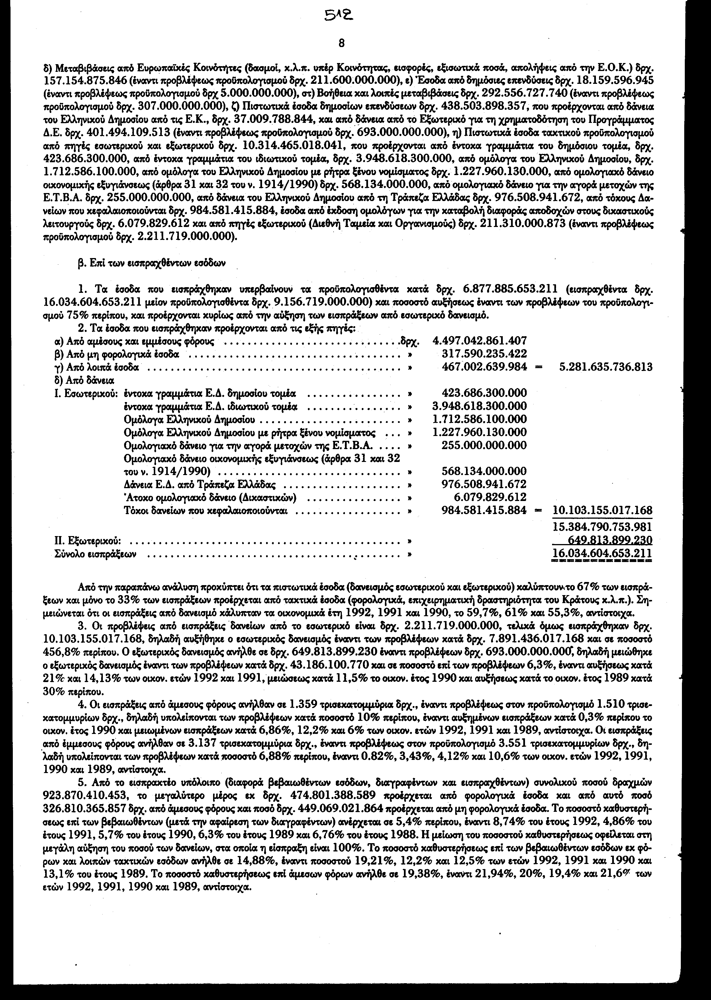 512
8
δ) Μεταβιβάσεις από Ευρωπαϊκές Κοινότητες (δασμοί, κ.λ.π. υπέρ Κοινότητας, εισφορές, εξισωτικά ποσά, απολήψεις από την Ε.Ο.Κ.) δρχ.
157.154.875.846 (έναντι προβλέψεως προϋπολογισμού δρχ. 211.600.000.000), ε) Έσοδα από δημόσιες επενδύσεις δρχ. 18.159.596.945
(έναντι προβλέψεως προϋπολογισμού δρχ 5.000.000.000), στ) Βοήθεια και λοιπές μεταβιβάσεις δρχ. 292.556.727.740 (έναντι προβλέψεως
προϋπολογισμού δρχ. 307.000.000.000), ζ) Πιστωτικά έσοδα δημοσίων επενδύσεων δρχ. 438.503.898.357, που προέρχονται από δάνεια
του Ελληνικού Δημοσίου από τις Ε.Κ., δρχ. 37.009.788.844, και από δάνεια από το Εξωτερικό για τη χρηματοδότηση του Προγράμματος
Δ.Ε. δρχ. 401.494.109.513 (έναντι προβλέψεως προϋπολογισμού δρχ. 693.000.000.000), η) Πιστωτικά έσοδα τακτικού προϋπολογισμού
από πηγές εσωτερικού και εξωτερικού δρχ. 10.314.465.018.041, που προέρχονται από έντοκα γραμμάτια του δημόσιου τομέα, δρχ.
423.686.300.000, από έντοκα γραμμάτια του ιδιωτικού τομέα, δρχ. 3.948.618.300.000, από ομόλογα του Ελληνικού Δημοσίου, δρχ.
1.712.586.100.000, από ομόλογα του Ελληνικού Δημοσίου με ρήτρα ξένου νομίσματος δρχ. 1.227.960.130.000, από ομολογιακό δάνειο
οικονομικής εξυγιάνσεως (άρθρα 31 και 32 του ν. 1914/1990) δρχ. 568.134.000.000, από ομολογιακό δάνειο για την αγορά μετοχών της
Ε.Τ.Β.Α. δρχ. 255.000.000.000, από δάνεια του Ελληνικού Δημοσίου από τη Τράπεζα Ελλάδας δρχ. 976.508.941.672, από τόκους Δα-
νείων που κεφαλαιοποιούνται δρχ. 984.581.415.884, έσοδα από έκδοση ομολόγων για την καταβολή διαφοράς αποδοχών στους δικαστικούς
λειτουργούς δρχ. 6.079.829.612 και από πηγές εξωτερικού (Διεθνή Ταμεία και Οργανισμούς) δρχ. 211.310.000.873 (έναντι προβλέψεως
προϋπολογισμού δρχ. 2.211.719.000.000).
β. Επί των εισπραχθέντων εσόδων
1. Τα έσοδα που εισπράχθηκαν υπερβαίνουν τα προϋπολογισθέντα κατά δρχ. 6.877.885.653.211 (εισπραχθέντα δρχ.
16.034.604.653.211 μείον προϋπολογισθέντα δρχ. 9.156.719.000.000) και ποσοστό αυξήσεως έναντι των προβλέψεων του προϋπολογι-
σμού 75% περίπου, και προέρχονται κυρίως από την αύξηση των εισπράξεων από εσωτερικό δανεισμό.
2. Τα έσοδα που εισπράχθηκαν προέρχονται από τις εξής πηγές:
α) Από αμέσους και εμμέσους φόρους ..............................δρχ. 4.497.042.861.407
β) Από μη φορολογικά έσοδα .................................... » 317.590.235.422
γ) Από λοιπά έσοδα .......................................... » 467.002.639.984 = 5.281.635.736.813
δ) Από δάνεια
Ι. Εσωτερικού: έντοκα γραμμάτια Ε.Δ. δημοσίου τομέα ................ » 423.686.300.000
έντοκα γραμμάτια Ε.Δ. ιδιωτικού τομέα ................ » 3.948.618.300.000
Ομόλογα Ελληνικού Δημοσίου ........................ » 1.712.586.100.000
Ομόλογα Ελληνικού Δημοσίου με ρήτρα ξένου νομίσματος ... » 1.227.960.130.000
Ομολογιακό δάνειο για την αγορά μετοχών της Ε.Τ.Β.Α. .... » 255.000.000.000
Ομολογιακό δάνειο οικονομικής εξυγιάνσεως (άρθρα 31 και 32
του ν. 1914/1990) ............................... » 568.134.000.000
Δάνεια Ε.Δ. από Τράπεζα Ελλάδας .................... » 976.508.941.672
Άτοκο ομολογιακό δάνειο (Δικαστικών) ................ » 6.079.829.612
Τόκοι δανείων που κεφαλαιοποιούνται .................. » 984.581.415.884 = 10.103.155.017.168
15.384.790.753.981
ΙΙ. Εξωτερικού: .............................................. » 649.813.899.230
Σύνολο εισπράξεων .......................................... » 16.034.604.653.211
Από την παραπάνω ανάλυση προκύπτει ότι τα πιστωτικά έσοδα (δανεισμός εσωτερικού και εξωτερικού) καλύπτουν το 67% των εισπρά-
ξεων και μόνο το 33% των εισπράξεων προέρχεται από τακτικά έσοδα (φορολογικά, επιχειρηματική δραστηριότητα του Κράτους κ.λ.π.). Ση-
μειώνεται ότι οι εισπράξεις από δανεισμό κάλυπταν τα οικονομικά έτη 1992, 1991 και 1990, το 59,7%, 61% και 55,3%, αντίστοιχα.
3. Οι προβλέψεις από εισπράξεις δανείων από το εσωτερικό είναι δρχ. 2.211.719.000.000, τελικά όμως εισπράχθηκαν δρχ.
10.103.155.017.168, δηλαδή αυξήθηκε ο εσωτερικός δανεισμός έναντι των προβλέψεων κατά δρχ. 7.891.436.017.168 και σε ποσοστό
456,8% περίπου. Ο εξωτερικός δανεισμός ανήλθε σε δρχ. 649.813.899.230 έναντι προβλέψεων δρχ. 693.000.000.000, δηλαδή μειώθηκε
ο εξωτερικός δανεισμός έναντι των προβλέψεων κατά δρχ. 43.186.100.770 και σε ποσοστό επί των προβλέψεων 6,3%, έναντι αυξήσεως κατά
21% και 14,13% των οικον. ετών 1992 και 1991, μειώσεως κατά 11,5% το οικον. έτος 1990 και αυξήσεως κατά το οικον. έτος 1989 κατά
30% περίπου.
4. Οι εισπράξεις από άμεσους φόρους ανήλθαν σε 1.359 τρισεκατομμύρια δρχ., έναντι προβλέψεως στον προϋπολογισμό 1.510 τρισε-
κατομμυρίων δρχ., δηλαδή υπολείπονται των προβλέψεων κατά ποσοστό 10% περίπου, έναντι αυξημένων εισπράξεων κατά 0,3% περίπου το
οικον. έτος 1990 και μειωμένων εισπράξεων κατά 6,86%, 12,2% και 6% των οικον. ετών 1992, 1991 και 1989, αντίστοιχα. Οι εισπράξεις
από έμμεσους φόρους ανήλθαν σε 3.137 τρισεκατομμύρια δρχ., έναντι προβλέψεως στον προϋπολογισμό 3.551 τρισεκατομμυρίων δρχ., δη-
λαδή υπολείπονται των προβλέψεων κατά ποσοστό 6,88% περίπου, έναντι 0.82%, 3,43%, 4,12% και 10,6% των οικον. ετών 1992, 1991,
1990 και 1989, αντίστοιχα.
5. Από το εισπρακτέο υπόλοιπο (διαφορά βεβαιωθέντων εσόδων, διαγραφέντων και εισπραχθέντων) συνολικού ποσού δραχμών
923.870.410.453, το μεγαλύτερο μέρος εκ δρχ. 474.801.388.589 προέρχεται από φορολογικά έσοδα και από αυτό ποσό
326.810.365.857 δρχ. από άμεσους φόρους και ποσό δρχ. 449.069.021.864 προέρχεται από μη φορολογικά έσοδα. Το ποσοστό καθυστερή-
σεως επί των βεβαιωθέντων (μετά την αφαίρεση των διαγραφέντων) ανέρχεται σε 5,4% περίπου, έναντι 8,74% του έτους 1992, 4,86% του
έτους 1991, 5,7% του έτους 1990, 6,3% του έτους 1989 και 6,76% του έτους 1988. Η μείωση του ποσοστού καθυστερήσεως οφείλεται στη
μεγάλη αύξηση του ποσού των δανείων, στα οποία η είσπραξη είναι 100%. Το ποσοστό καθυστερήσεως επί των βεβαιωθέντων εσόδων εκ φό-
ρων και λοιπών τακτικών εσόδων ανήλθε σε 14,88%, έναντι ποσοστού 19,21%, 12,2% και 12,5% των ετών 1992, 1991 και 1990 και
13,1% του έτους 1989. Το ποσοστό καθυστερήσεως επί άμεσων φόρων ανήλθε σε 19,38%, έναντι 21,94%, 20%, 19,4% και 21,6% των
ετών 1992, 1991, 1990 και 1989, αντίστοιχα.